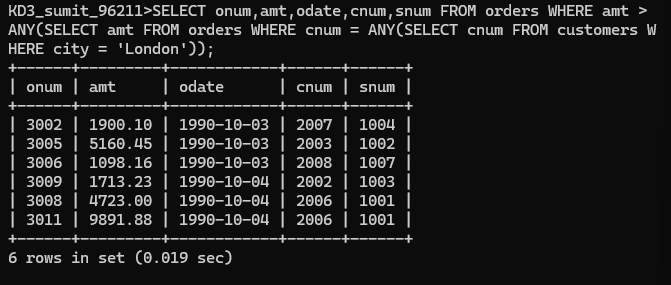 KD3_sumit_96211>SELECT onum,amt,odate,cnum,snum FROM orders WHERE amt >
ANY(SELECT amt FROM orders WHERE cnum = ANY(SELECT cnum FROM customers W
HERE city = 'London'));
+------+---------+------------+------+------+
| onum | amt     | odate      | cnum | snum |
+------+---------+------------+------+------+
| 3002 | 1900.10 | 1990-10-03 | 2007 | 1004 |
| 3005 | 5160.45 | 1990-10-03 | 2003 | 1002 |
| 3006 | 1098.16 | 1990-10-03 | 2008 | 1007 |
| 3009 | 1713.23 | 1990-10-04 | 2002 | 1003 |
| 3008 | 4723.00 | 1990-10-04 | 2006 | 1001 |
| 3011 | 9891.88 | 1990-10-04 | 2006 | 1001 |
+------+---------+------------+------+------+
6 rows in set (0.019 sec)